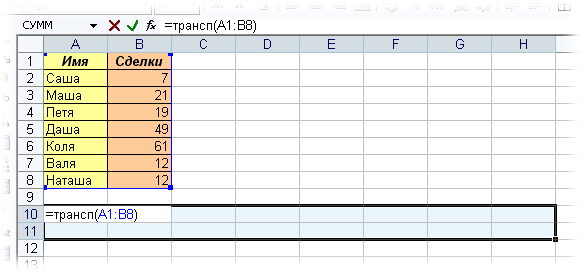 СУММ fx =трансп(A1:B8)
A B C D E F G H
1 Имя Сделки
2 Саша 7
3 Маша 21
4 Петя 19
5 Даша 49
6 Коля 61
7 Валя 12
8 Наташа 12
9
10 =трансп(A1:B8)
11
12
13